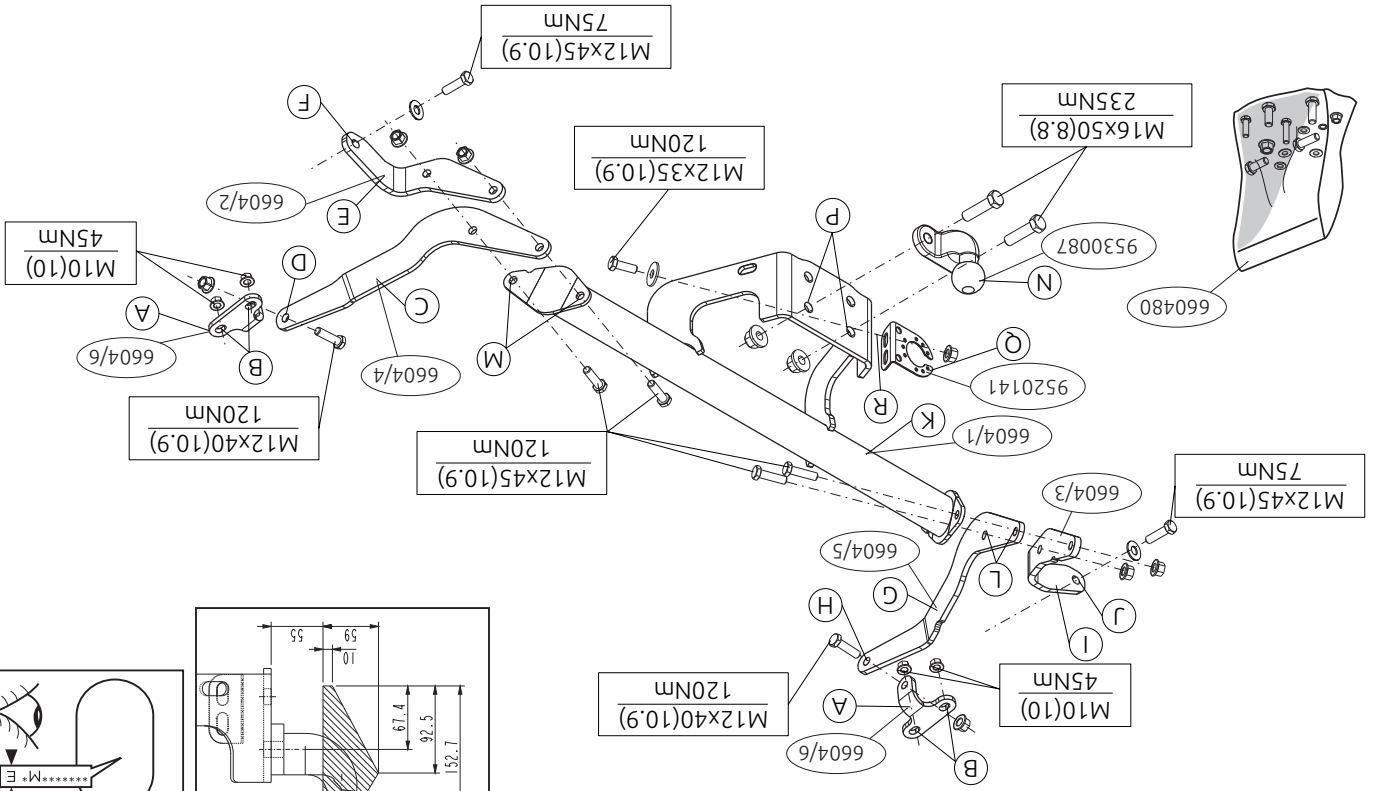 B
6604/6
A
M10(10)
45Nm
M12x40(10.9)
120Nm
I
J
H
G
L
6604/5
6604/3
M12x45(10.9)
75Nm
6604/1
K
M12x45(10.9)
120Nm
R
9520141
Q
M
M12x40(10.9)
120Nm
6604/4
B
6604/6
A
C
D
M10(10)
45Nm
660480
N
9530087
P
E
6604/2
M12x35(10.9)
120Nm
M16x50(8.8)
235Nm
F
M12x45(10.9)
75Nm
152.7
92.5
67.4
10
59
55